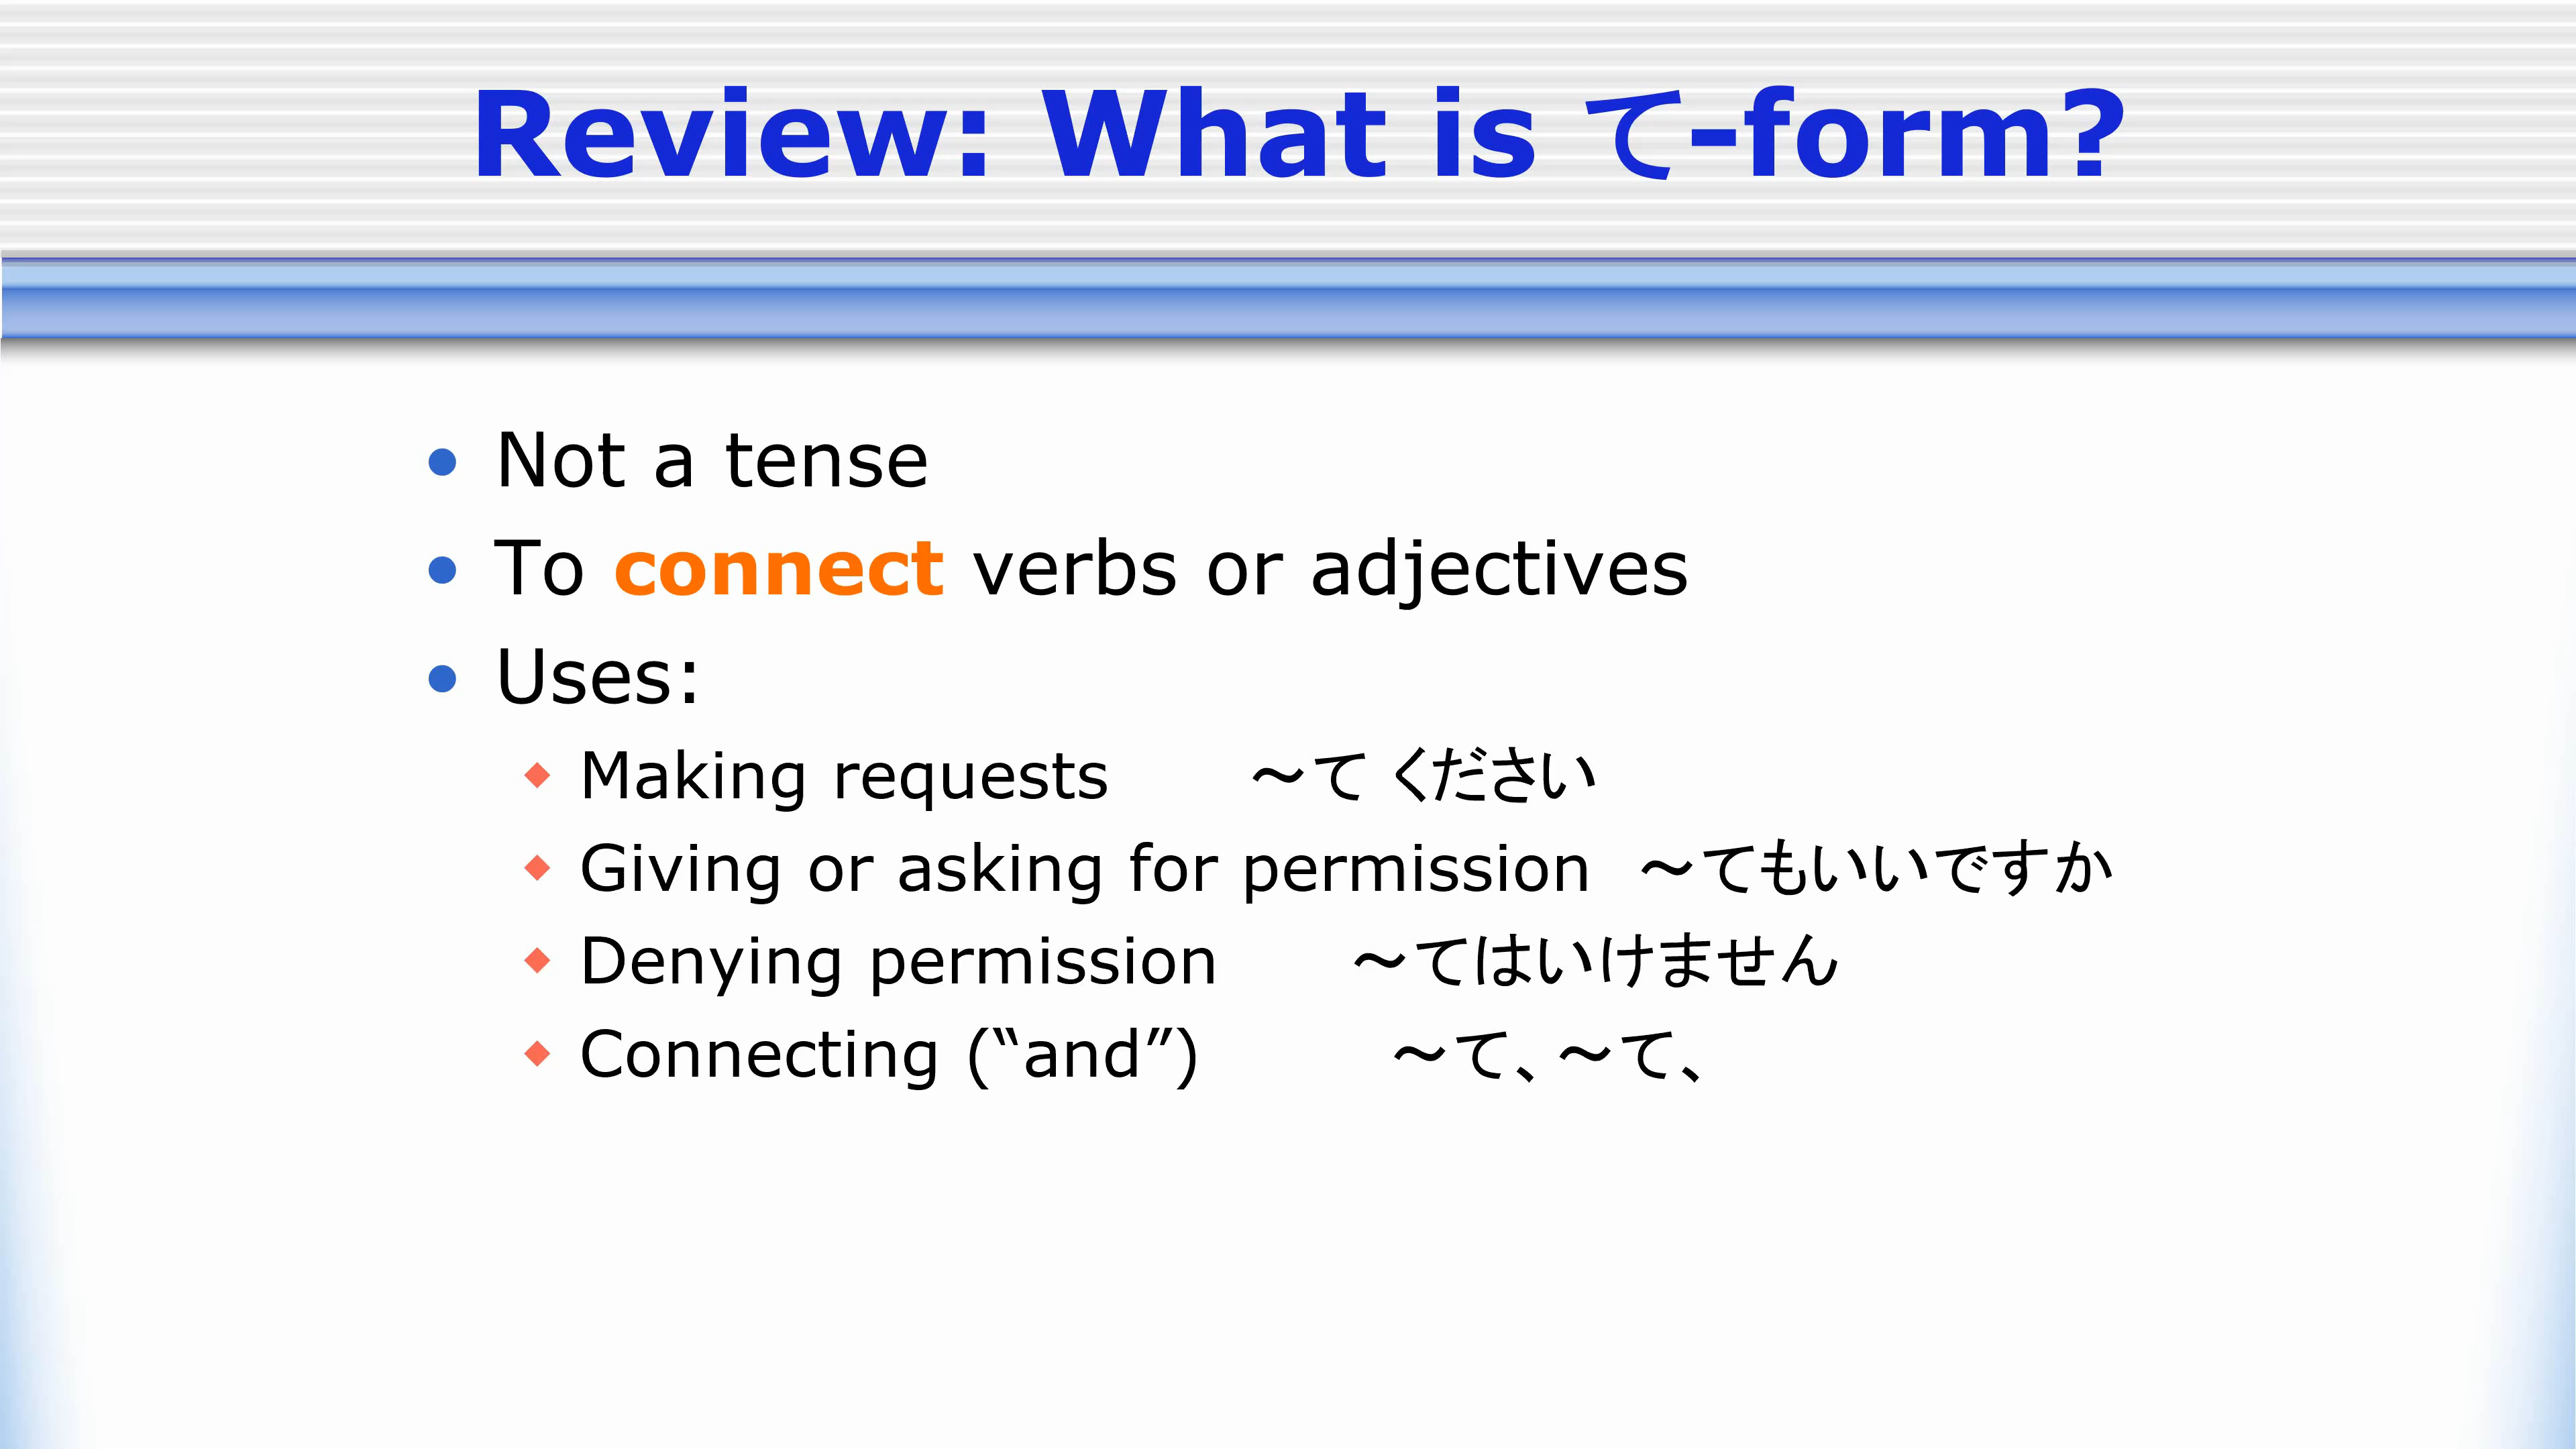 Review: What is て-form?
• Not a tense
• To connect verbs or adjectives
• Uses:
◆ Making requests　　～て ください
◆ Giving or asking for permission　～てもいいですか
◆ Denying permission　　～てはいけません
◆ Connecting (“and”)　　　～て、～て、